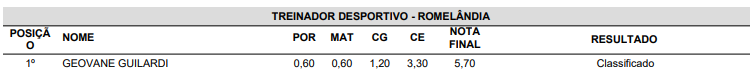 TREINADOR DESPORTIVO - ROMELÂNDIA
POSIÇÃO NOME POR MAT CG CE NOTA FINAL RESULTADO
1º GEOVANE GUILARDI 0,60 0,60 1,20 3,30 5,70 Classificado